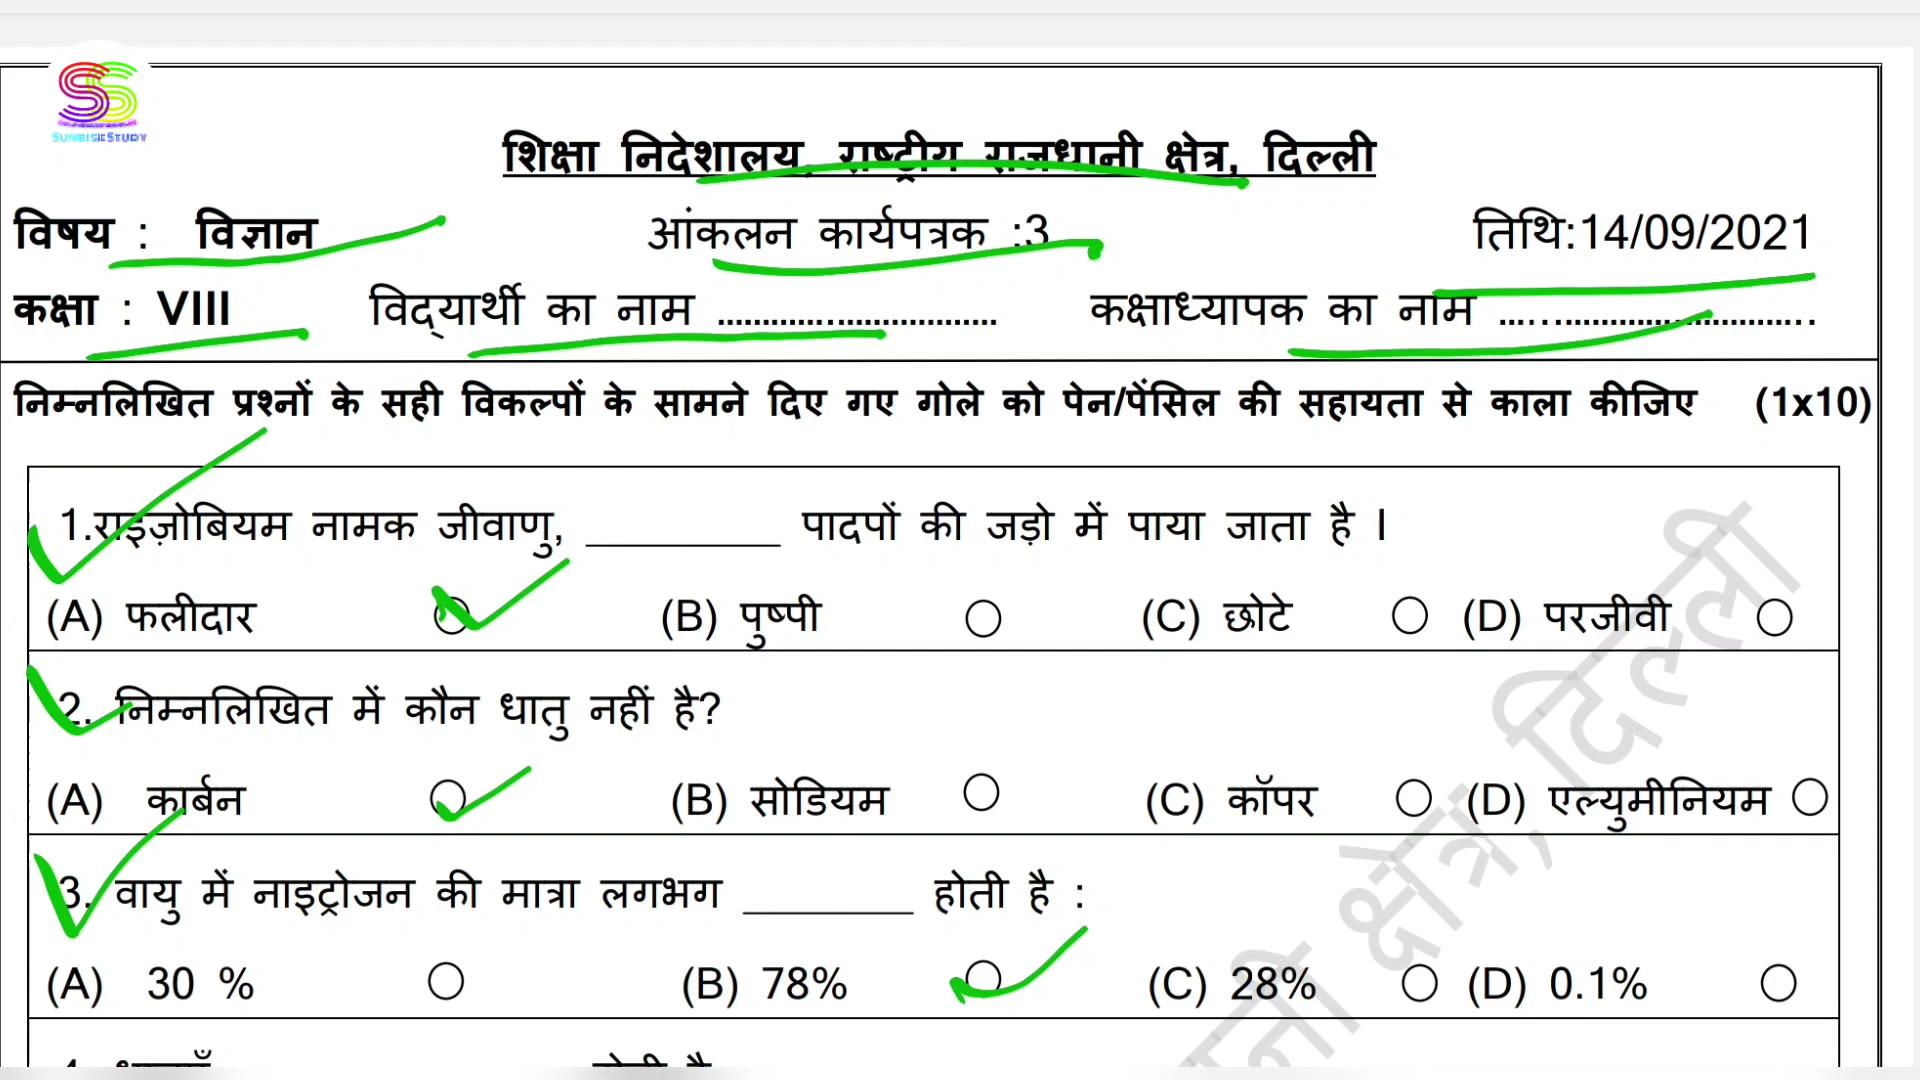 SunriseStudy
शिक्षा निदेशालय, राष्ट्रीय राजधानी क्षेत्र, दिल्ली
विषय : विज्ञान आंकलन कार्यपत्रक :3 तिथि:14/09/2021
कक्षा : VIII विद्यार्थी का नाम ................................ कक्षाध्यापक का नाम ....................................
निम्नलिखित प्रश्नों के सही विकल्पों के सामने दिए गए गोले को पेन/पेंसिल की सहायता से काला कीजिए (1x10)
1.राइज़ोबियम नामक जीवाणु, ________ पादपों की जड़ो में पाया जाता है ।
(A) फलीदार (B) पुष्पी (C) छोटे (D) परजीवी
2. निम्नलिखित में कौन धातु नहीं है?
(A) कार्बन (B) सोडियम (C) कॉपर (D) एल्युमीनियम
3. वायु में नाइट्रोजन की मात्रा लगभग _______ होती है :
(A) 30 % (B) 78% (C) 28% (D) 0.1%
क्षेत्र, दिल्ली